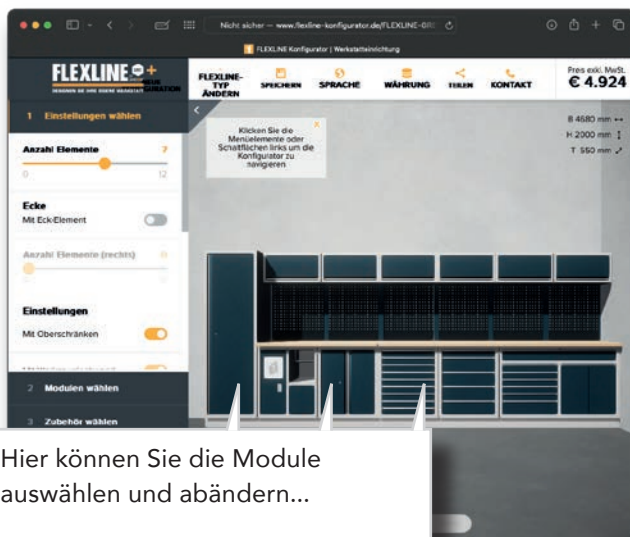 Nicht sicher — www.flexline-konfigurator.de/FLEXLINE-GRE
FLEXLINE Konfigurator | Werkstatteinrichtung
FLEXLINE
FLEXLINE-
TYP
ÄNDERN
SPEICHERN
SPRACHE
WÄHRUNG
TEILEN
KONTAKT
Preis exkl. MwSt.
€ 4.924
1 Einstellungen wählen
Anzahl Elemente 7
0 12
Ecke
Mit Eck-Element
Anzahl Elemente (rechts) 0
Einstellungen
Mit Oberschränken
2 Modulen wählen
3 Zubehör wählen
X
Klicken Sie die
Menüelemente oder
Schaltflächen links um die
Konfigurator zu
navigieren
B 4680 mm
H 2000 mm
T 550 mm
Hier können Sie die Module
auswählen und abändern...